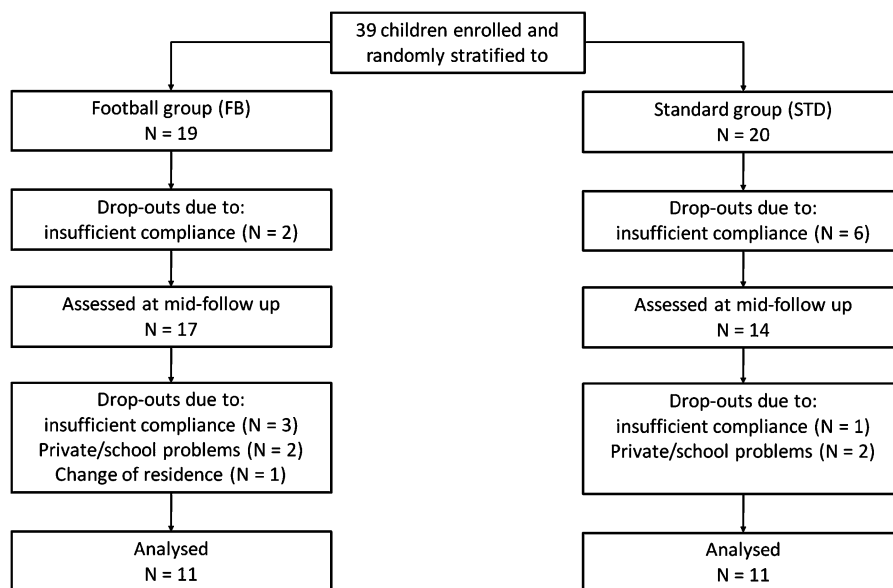 39 children enrolled and
randomly stratified to
Football group (FB)
N = 19
Standard group (STD)
N = 20
Drop-outs due to:
insufficient compliance (N = 2)
Drop-outs due to:
insufficient compliance (N = 6)
Assessed at mid-follow up
N = 17
Assessed at mid-follow up
N = 14
Drop-outs due to:
insufficient compliance (N = 3)
Private/school problems (N = 2)
Change of residence (N = 1)
Drop-outs due to:
insufficient compliance (N = 1)
Private/school problems (N = 2)
Analysed
N = 11
Analysed
N = 11